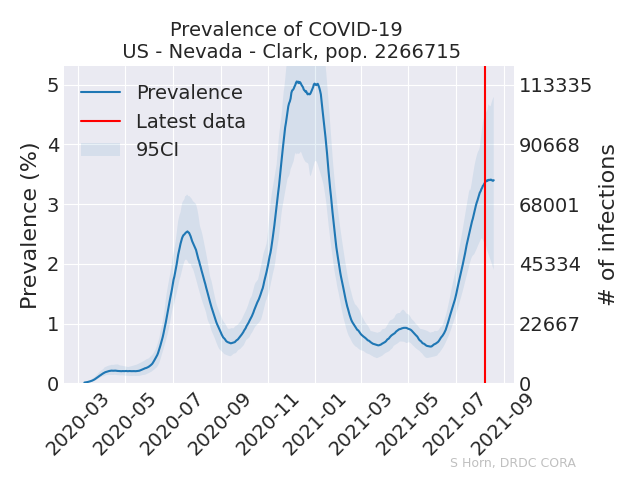 Prevalence of COVID-19
US - Nevada - Clark, pop. 2266715
Prevalence
Latest data
95CI
Prevalence (%)
5
4
3
2
1
0
# of infections
113335
90668
68001
45334
22667
0
2020-03
2020-05
2020-07
2020-09
2020-11
2021-01
2021-03
2021-05
2021-07
2021-09
S Horn, DRDC CORA